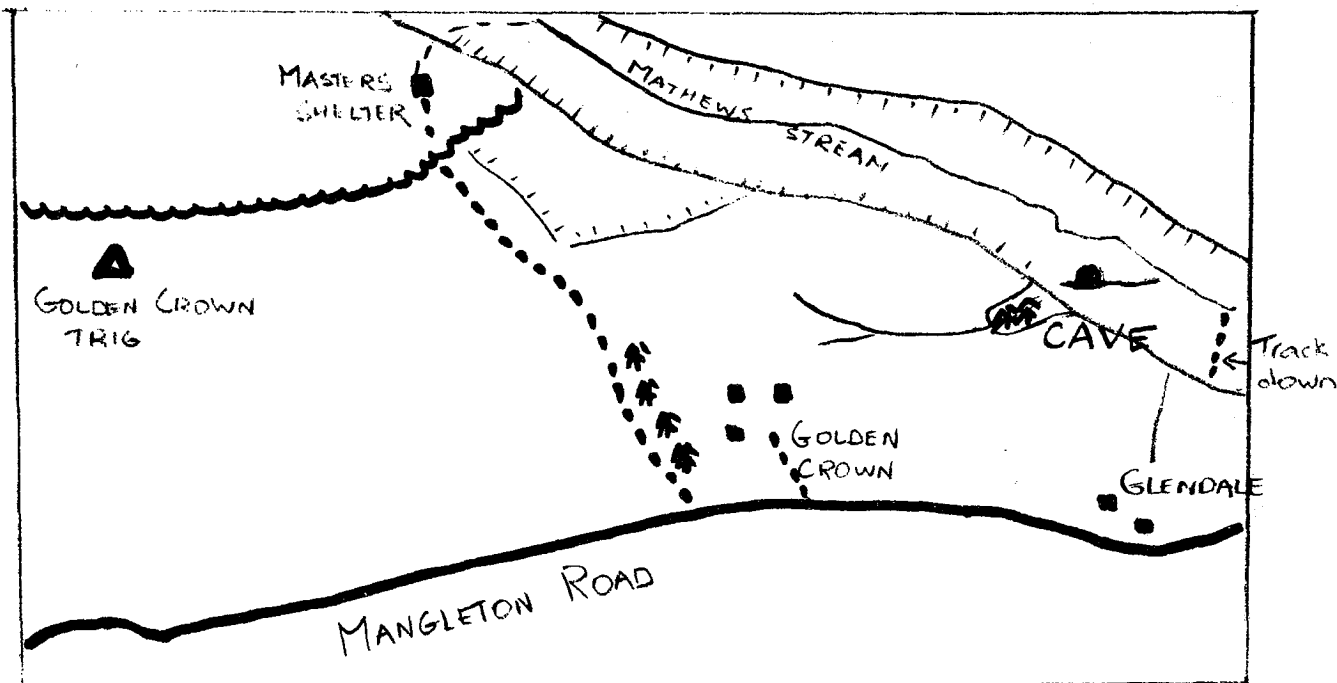 MASTERS
SHELTER
MATHEWS STREAM
GOLDEN CROWN
TRIG
CAVE
Track
down
GOLDEN
CROWN
GLENDALE
MANGLETON ROAD